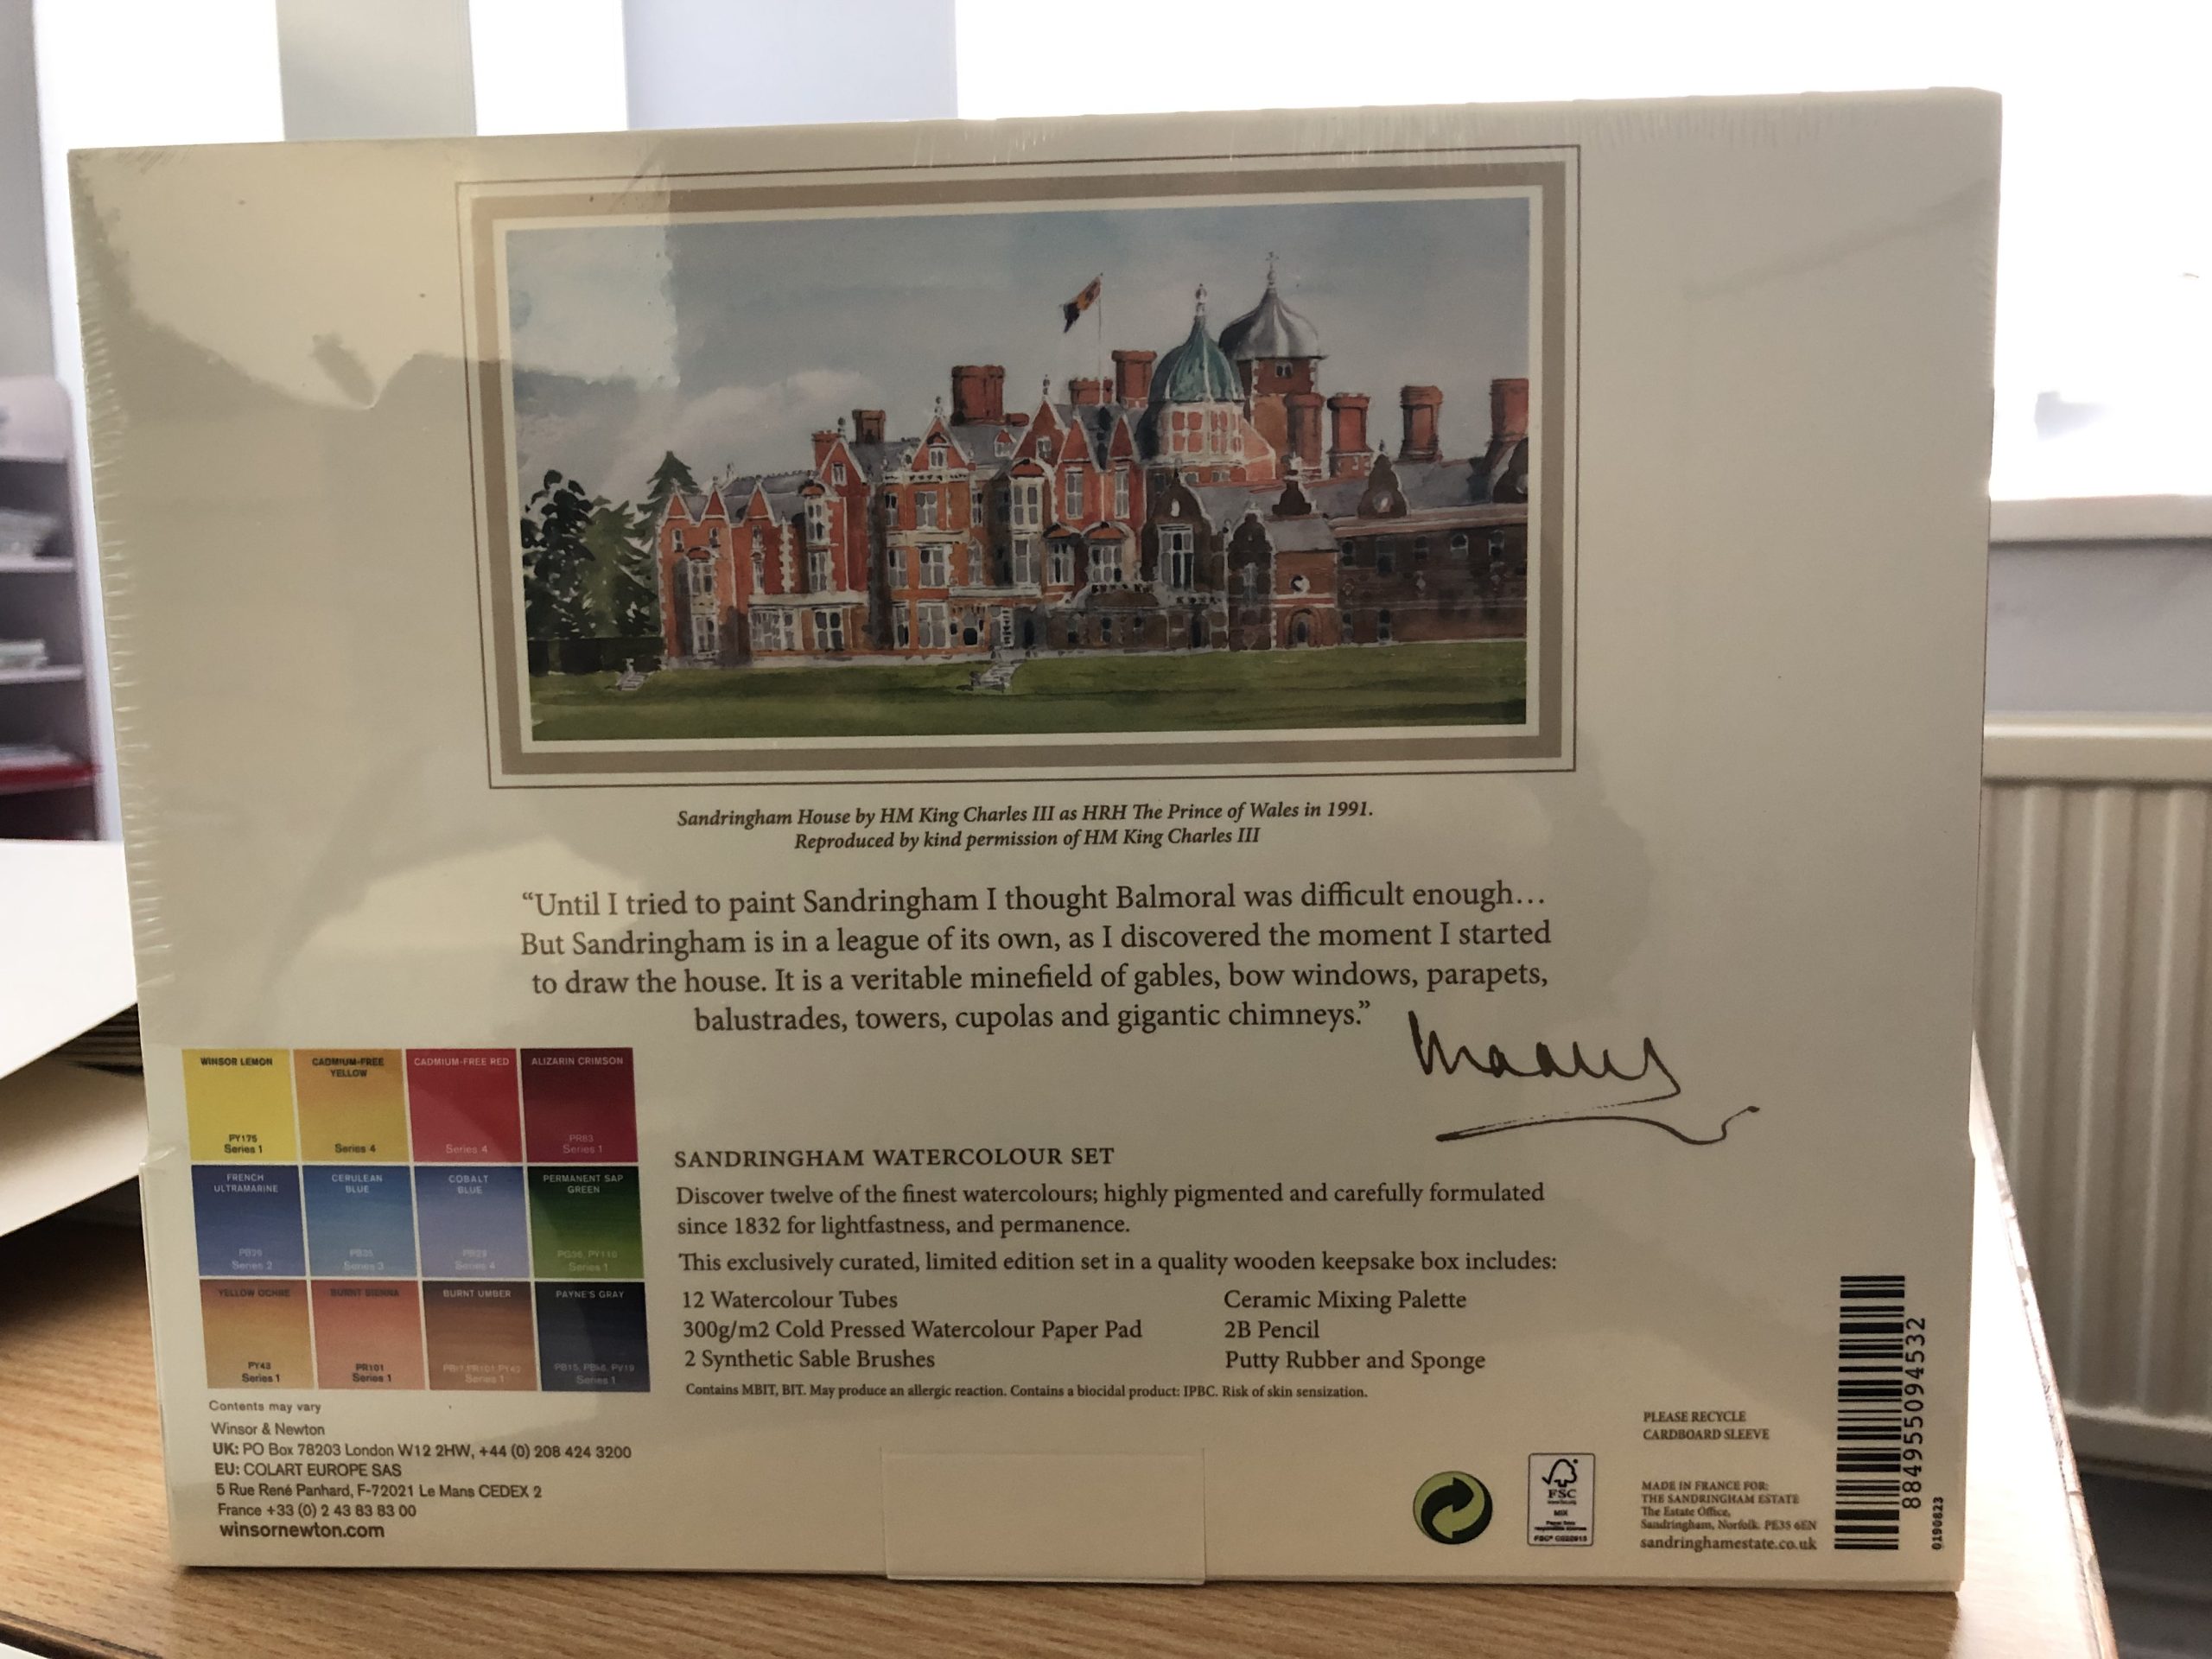 Sandringham House by HM King Charles III as HRH The Prince of Wales in 1991.
Reproduced by kind permission of HM King Charles III
“Until I tried to paint Sandringham I thought Balmoral was difficult enough…
But Sandringham is in a league of its own, as I discovered the moment I started
to draw the house. It is a veritable minefield of gables, bow windows, parapets,
balustrades, towers, cupolas and gigantic chimneys.”
WINSOR LEMON
PY175
Series 1
CADMIUM-FREE
YELLOW
Series 4
CADMIUM-FREE RED
Series 4
ALIZARIN CRIMSON
PR83
Series 1
FRENCH
ULTRAMARINE
PB29
Series 2
CERULEAN
BLUE
PB35
Series 3
COBALT
BLUE
PB28
Series 4
PERMANENT SAP
GREEN
PG36, PY110
Series 1
YELLOW OCHRE
PY43
Series 1
BURNT SIENNA
PR101
Series 1
BURNT UMBER
Series 1
PAYNE'S GRAY
PB15, PBk6, PV19
Series 1
Contents may vary
Winsor & Newton
UK: PO Box 78203 London W12 2HW, +44 (0) 208 424 3200
EU: COLART EUROPE SAS
5 Rue René Panhard, F-72021 Le Mans CEDEX 2
France +33 (0) 2 43 83 83 00
winsornewton.com
SANDRINGHAM WATERCOLOUR SET
Discover twelve of the finest watercolours; highly pigmented and carefully formulated
since 1832 for lightfastness, and permanence.
This exclusively curated, limited edition set in a quality wooden keepsake box includes:
12 Watercolour Tubes
300g/m2 Cold Pressed Watercolour Paper Pad
2 Synthetic Sable Brushes
Ceramic Mixing Palette
2B Pencil
Putty Rubber and Sponge
Contains MBIT, BIT. May produce an allergic reaction. Contains a biocidal product: IPBC. Risk of skin sensization.
FSC
MIX
PLEASE RECYCLE
CARDBOARD SLEEVE
MADE IN FRANCE FOR:
THE SANDRINGHAM ESTATE
The Estate Office,
Sandringham, Norfolk. PE35 6EN
sandringhamestate.co.uk
884955094532
0190823